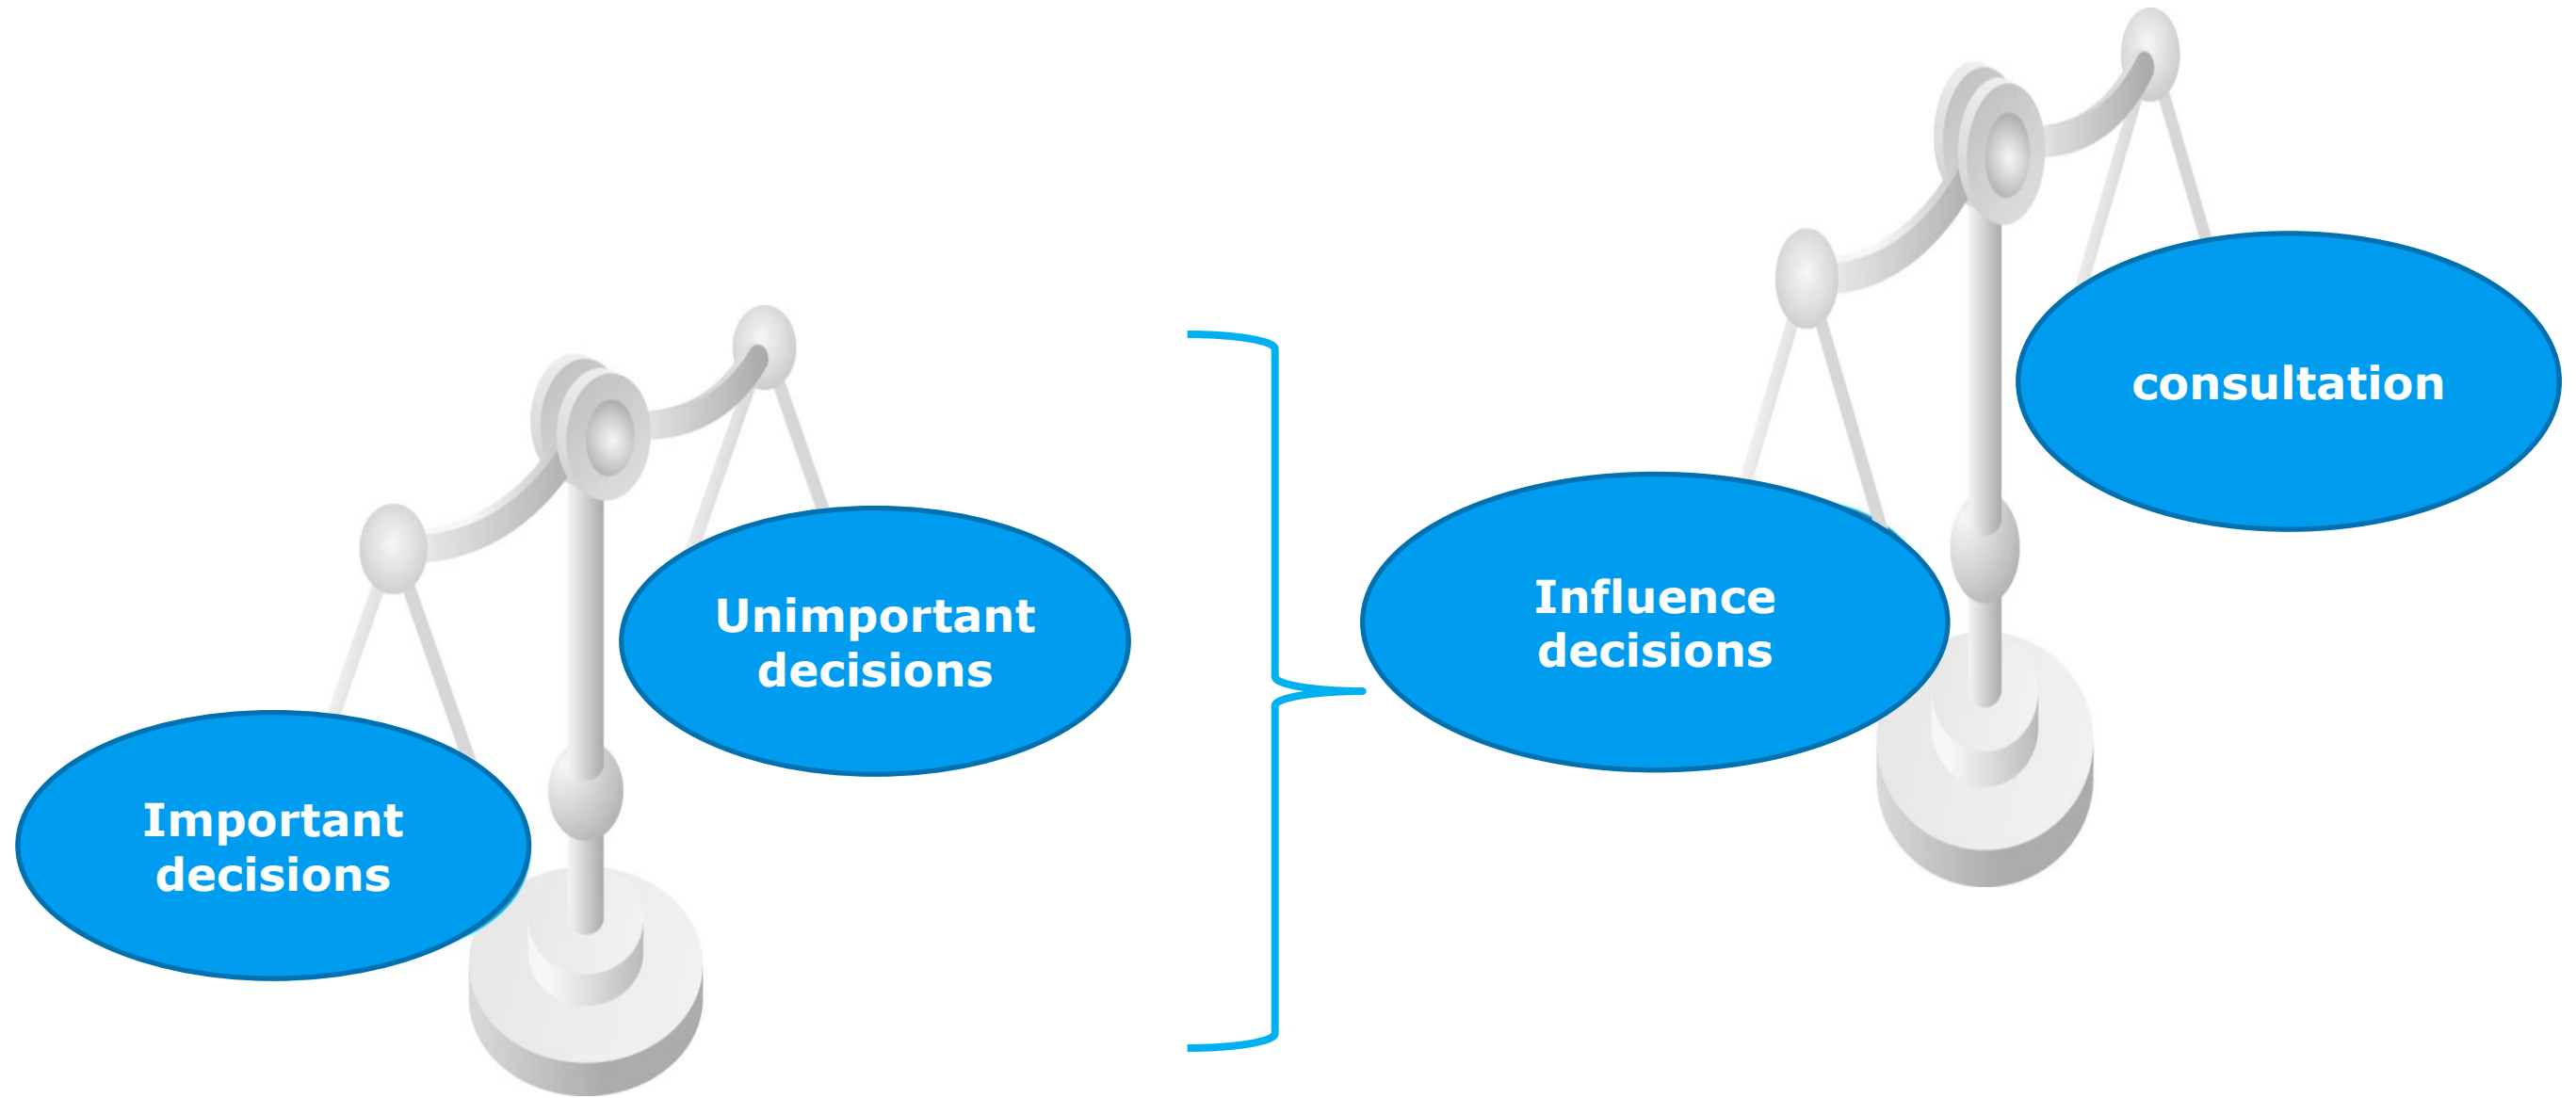 Important
decisions
Unimportant
decisions
Influence
decisions
consultation